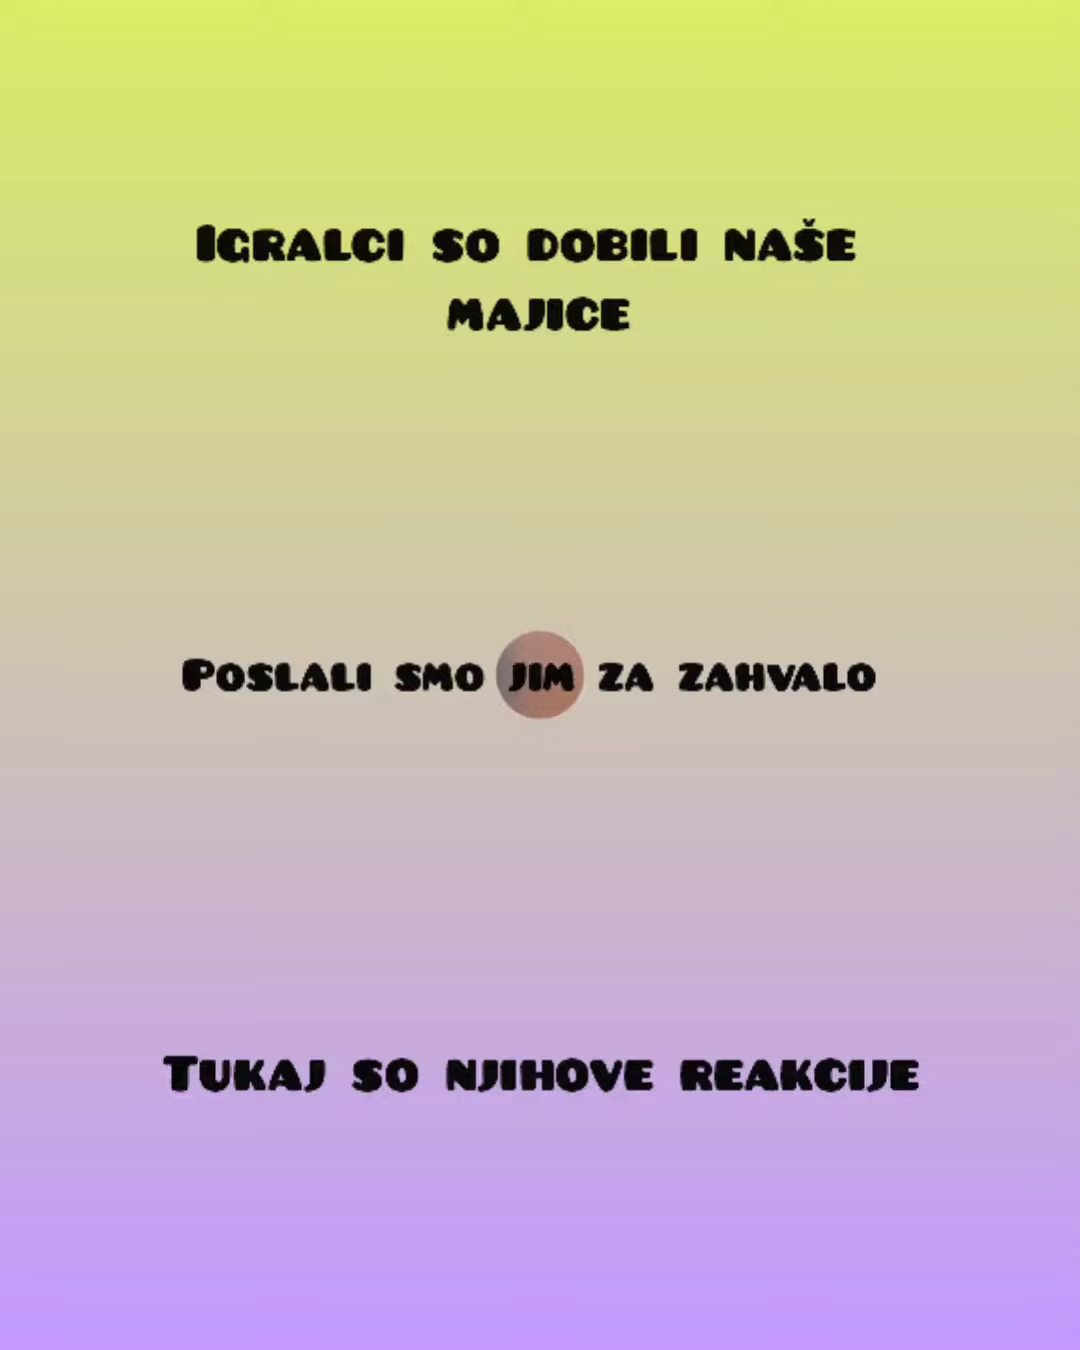 Igralci so dobili naše
majice
Poslali smo jim za zahvalo
Tukaj so njihove reakcije